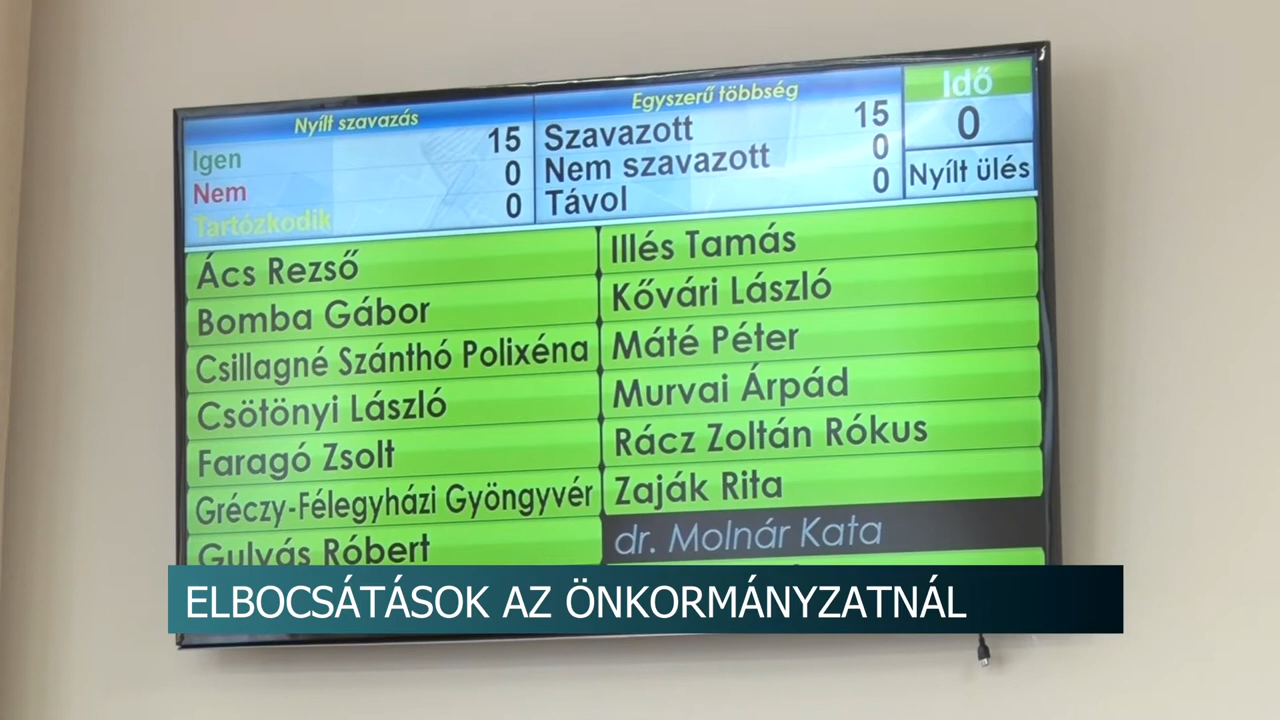 Nyílt szavazás
Igen 15
Nem 0
Tartózkodik 0
Egyszerű többség
Szavazott 15
Nem szavazott 0
Távol 0
Idő
0
Nyílt ülés
Ács Rezső
Bomba Gábor
Csillagné Szánthó Polixéna
Csötönyi László
Faragó Zsolt
Gréczy-Félegyházi Gyöngyvér
Gulyás Róbert
Illés Tamás
Kővári László
Máté Péter
Murvai Árpád
Rácz Zoltán Rókus
Zaják Rita
dr. Molnár Kata
ELBOCSÁTÁSOK AZ ÖNKORMÁNYZATNÁL